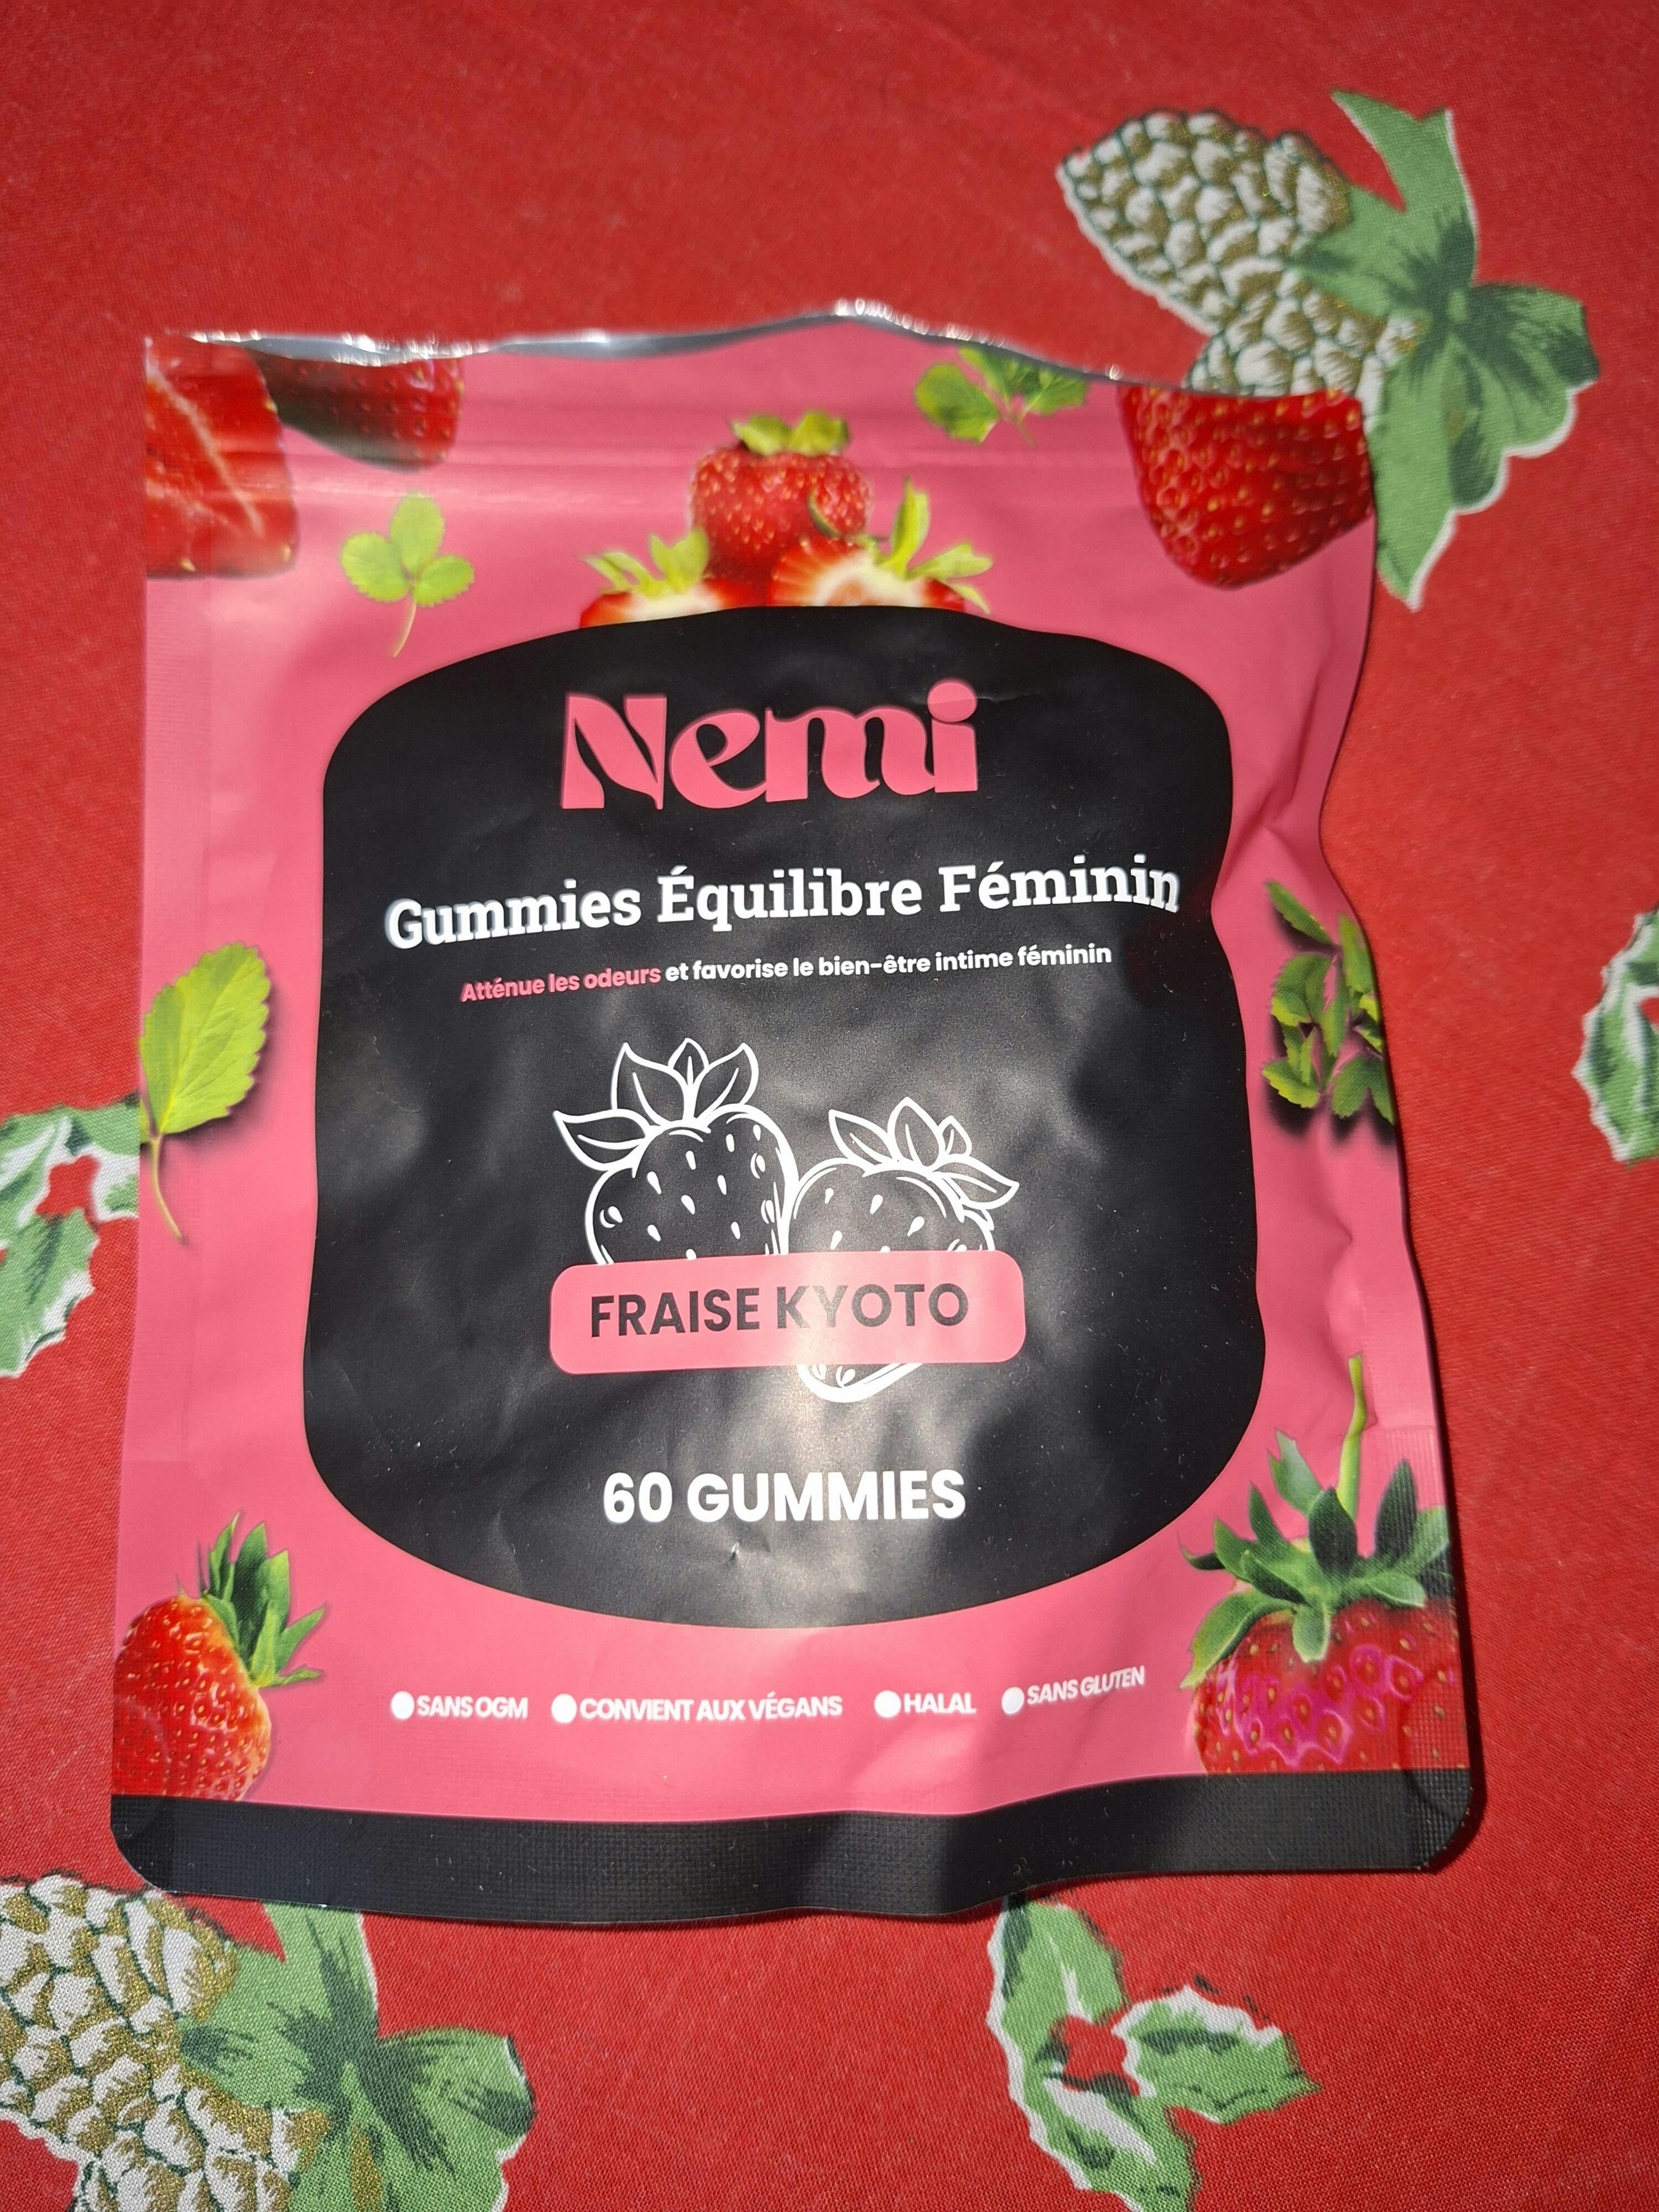 Nemi
Gummies Équilibre Féminin
Atténue les odeurs et favorise le bien-être intime féminin
FRAISE KYOTO
60 GUMMIES
SANS OGM CONVIENT AUX VÉGANS HALAL SANS GLUTEN